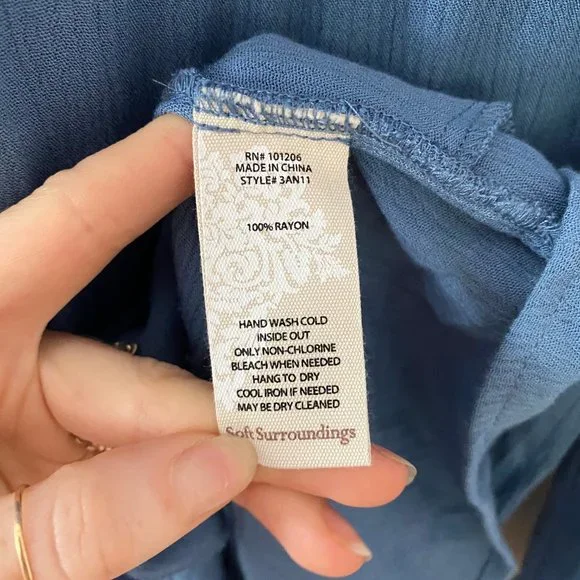 RN# 101206
MADE IN CHINA
STYLE# 3AN11
100% RAYON
HAND WASH COLD
INSIDE OUT
ONLY NON-CHLORINE
BLEACH WHEN NEEDED
HANG TO DRY
COOL IRON IF NEEDED
MAY BE DRY CLEANED
Soft Surroundings